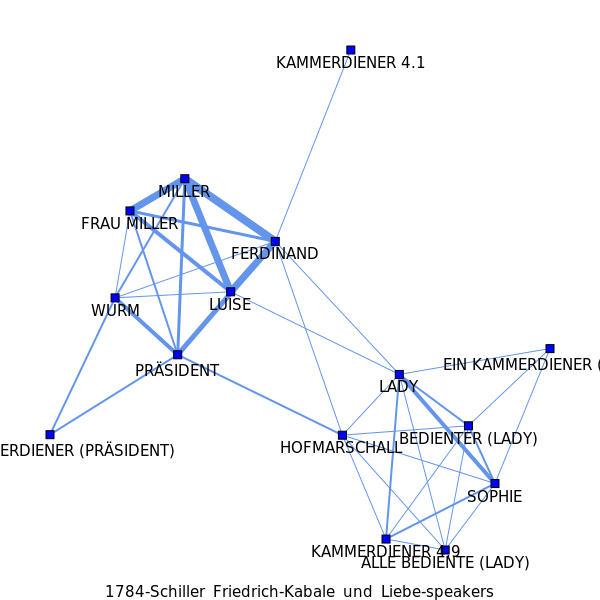 KAMMERDIENER 4.1
MILLER
FRAU MILLER
FERDINAND
LUISE
WURM
PRÄSIDENT
EIN KAMMERDIENER (
LADY
BEDIENTER (LADY)
HOFMARSCHALL
ERDIENER (PRÄSIDENT)
SOPHIE
KAMMERDIENER 4.9
ALLE BEDIENTE (LADY)
1784-Schiller Friedrich-Kabale und Liebe-speakers